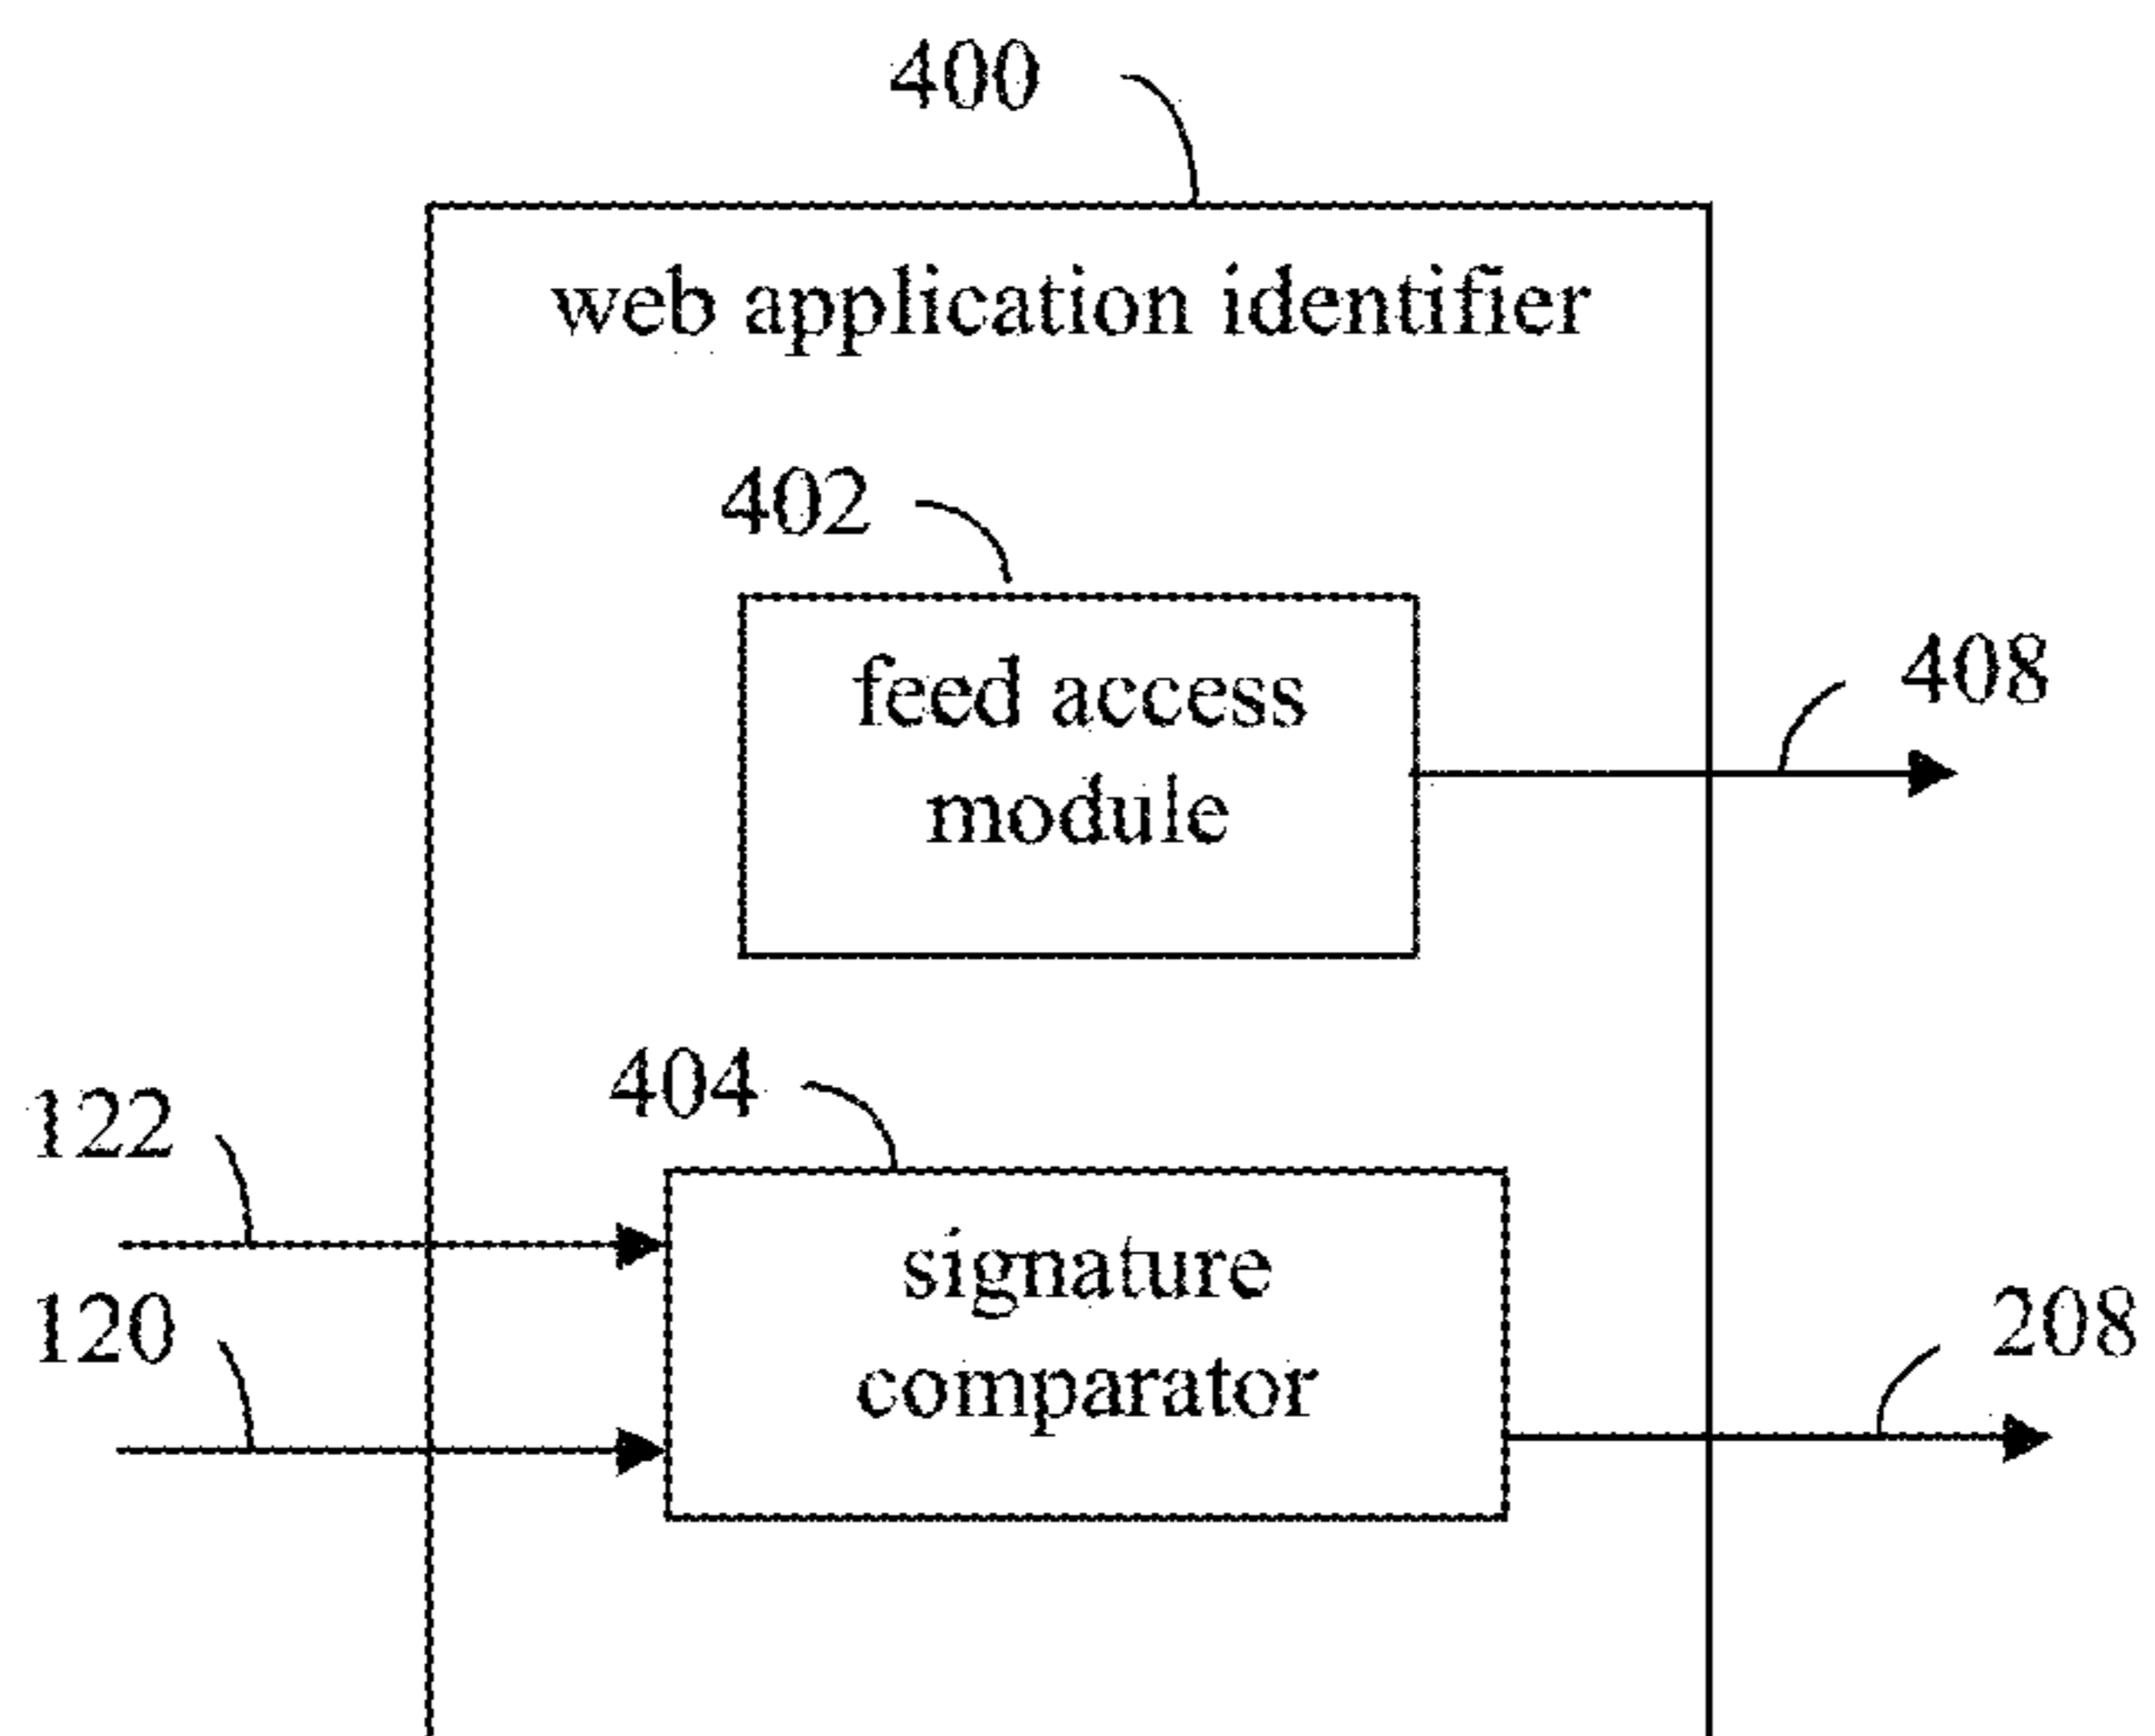 400
web application identifier
402
feed access
module
408
404
122
signature
comparator
120
208